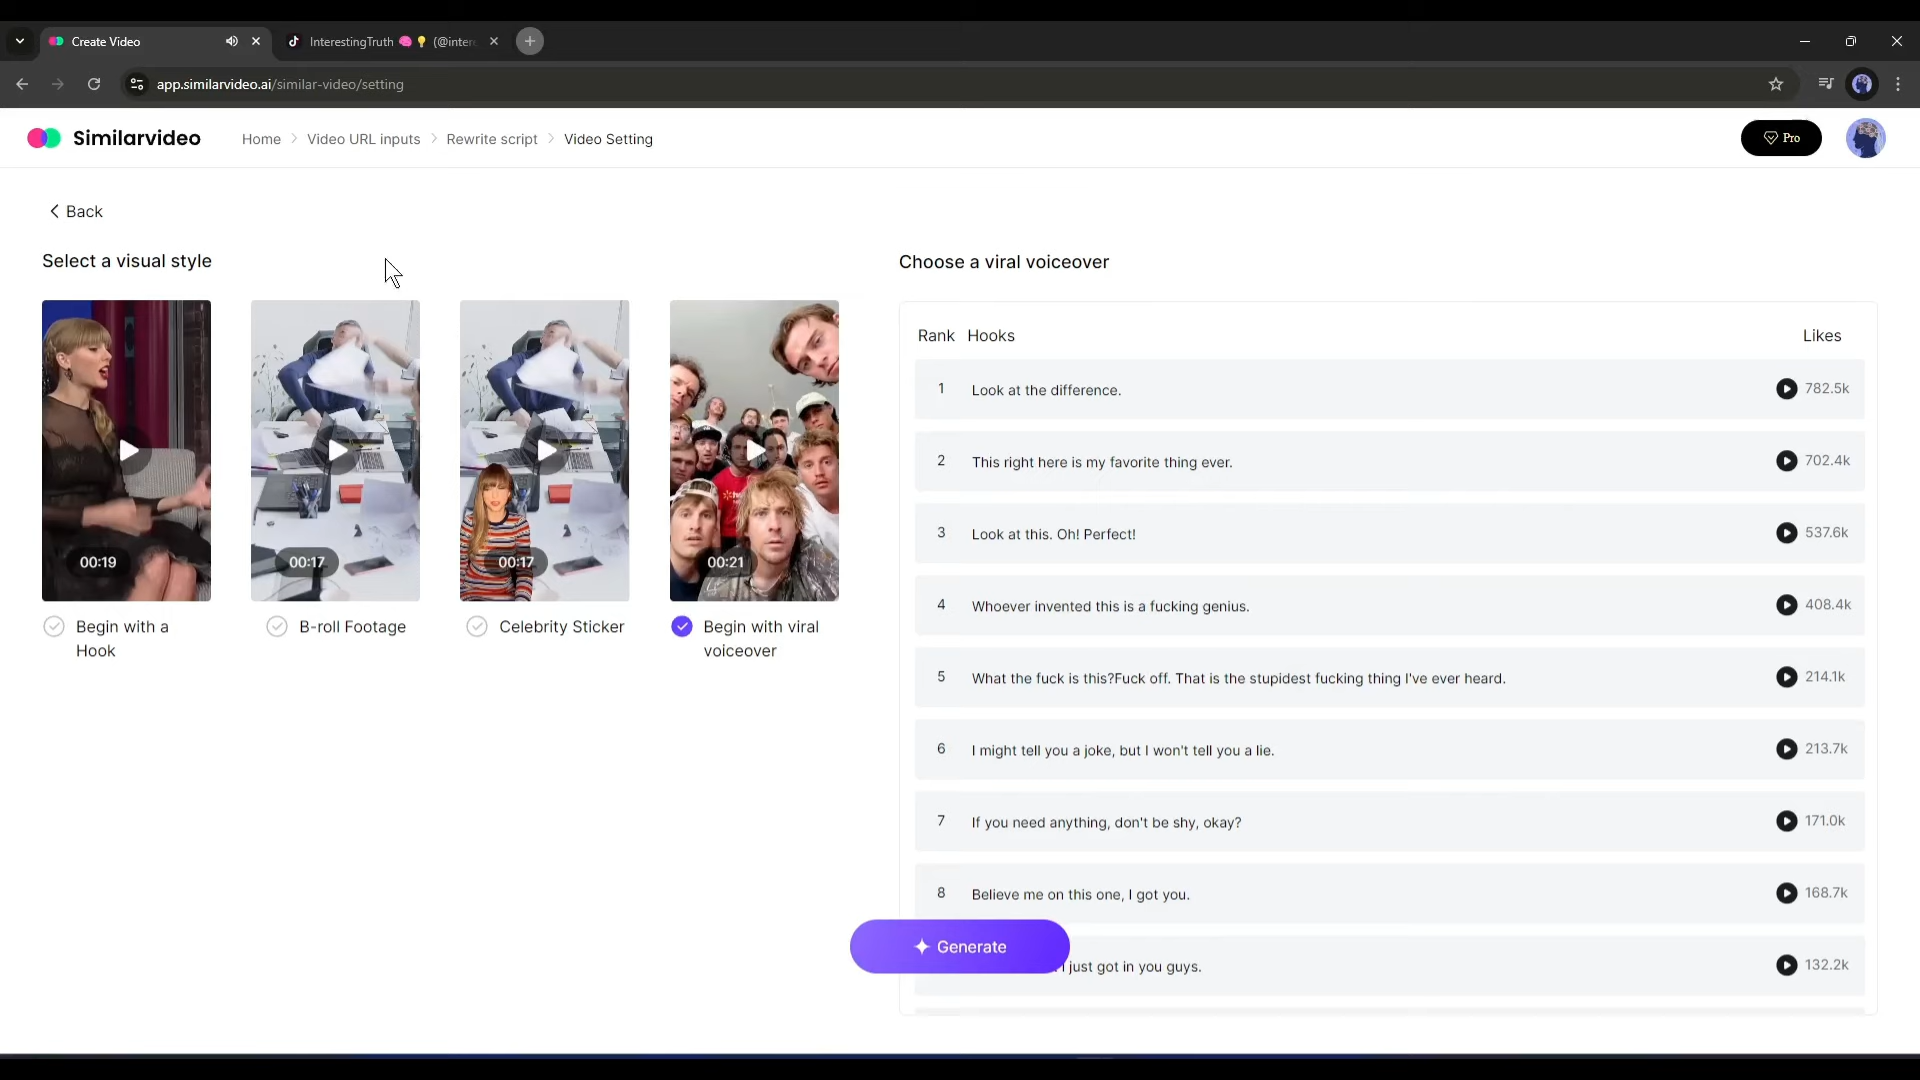 Create Video
InterestingTruth 🧠💡 (@inter
app.similarvideo.ai/similar-video/setting
Similarvideo
Home > Video URL inputs > Rewrite script > Video Setting
Pro
Back
Select a visual style
00:19
Begin with a
Hook
00:17
B-roll Footage
00:17
Celebrity Sticker
00:21
Begin with viral
voiceover
Choose a viral voiceover
Rank Hooks Likes
1 Look at the difference. 782.5k
2 This right here is my favorite thing ever. 702.4k
3 Look at this. Oh! Perfect! 537.6k
4 Whoever invented this is a fucking genius. 408.4k
5 What the fuck is this?Fuck off. That is the stupidest fucking thing I've ever heard. 214.1k
6 I might tell you a joke, but I won't tell you a lie. 213.7k
7 If you need anything, don't be shy, okay? 171.0k
8 Believe me on this one, I got you. 168.7k
I just got in you guys. 132.2k
Generate